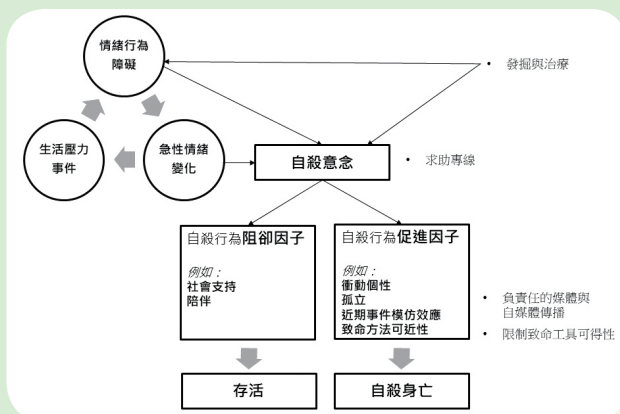 情緒行為
障礙
• 發掘與治療
生活壓力
事件
急性情緒
變化
自殺意念
• 求助專線
自殺行為阻卻因子
例如：
社會支持
陪伴
自殺行為促進因子
例如：
衝動個性
孤立
近期事件模仿效應
致命方法可近性
• 負責任的媒體與
自媒體傳播
• 限制致命工具可得性
存活
自殺身亡